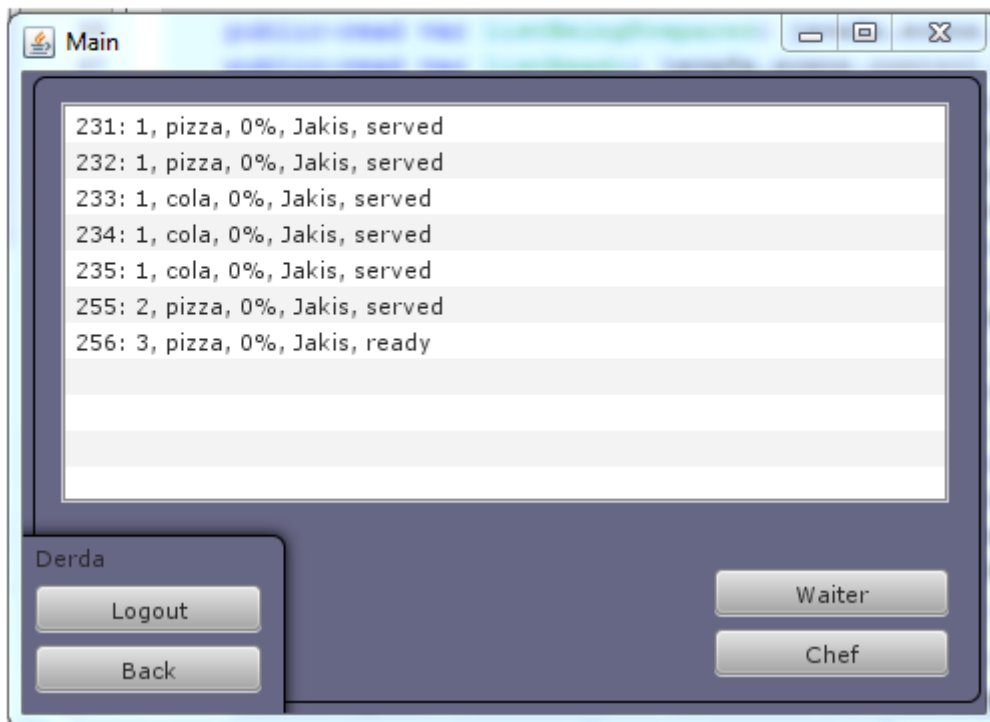 Main
231: 1, pizza, 0%, Jakis, served
232: 1, pizza, 0%, Jakis, served
233: 1, cola, 0%, Jakis, served
234: 1, cola, 0%, Jakis, served
235: 1, cola, 0%, Jakis, served
255: 2, pizza, 0%, Jakis, served
256: 3, pizza, 0%, Jakis, ready
Derda
Logout
Back
Waiter
Chef